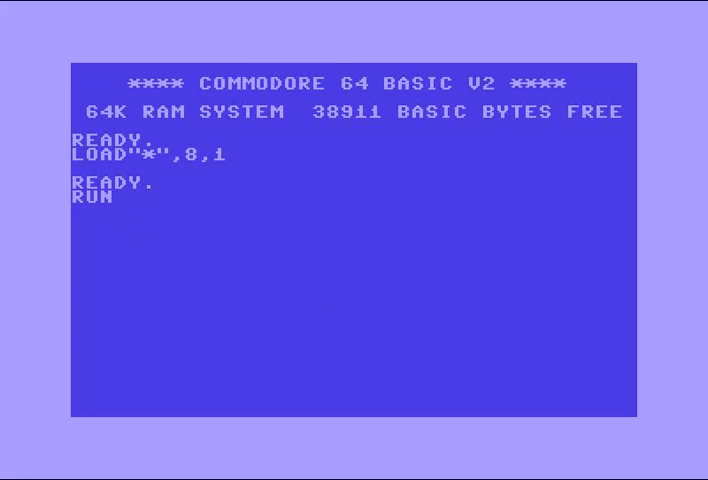 **** COMMODORE 64 BASIC V2 ****
64K RAM SYSTEM  38911 BASIC BYTES FREE
READY.
LOAD"*",8,1
READY.
RUN